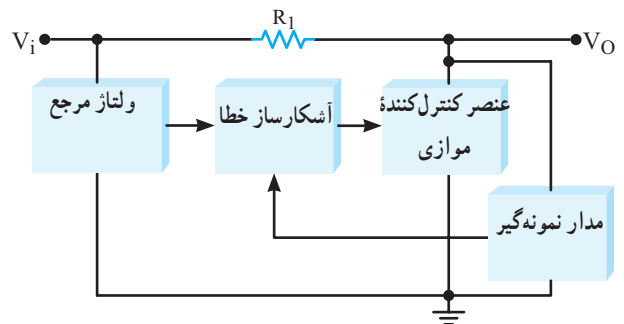 R1
Vi
VO
ولتاژ مرجع
آشکارساز خطا
عنصر کنترل‌کنندهٔ
موازی
مدار نمونه‌گیر